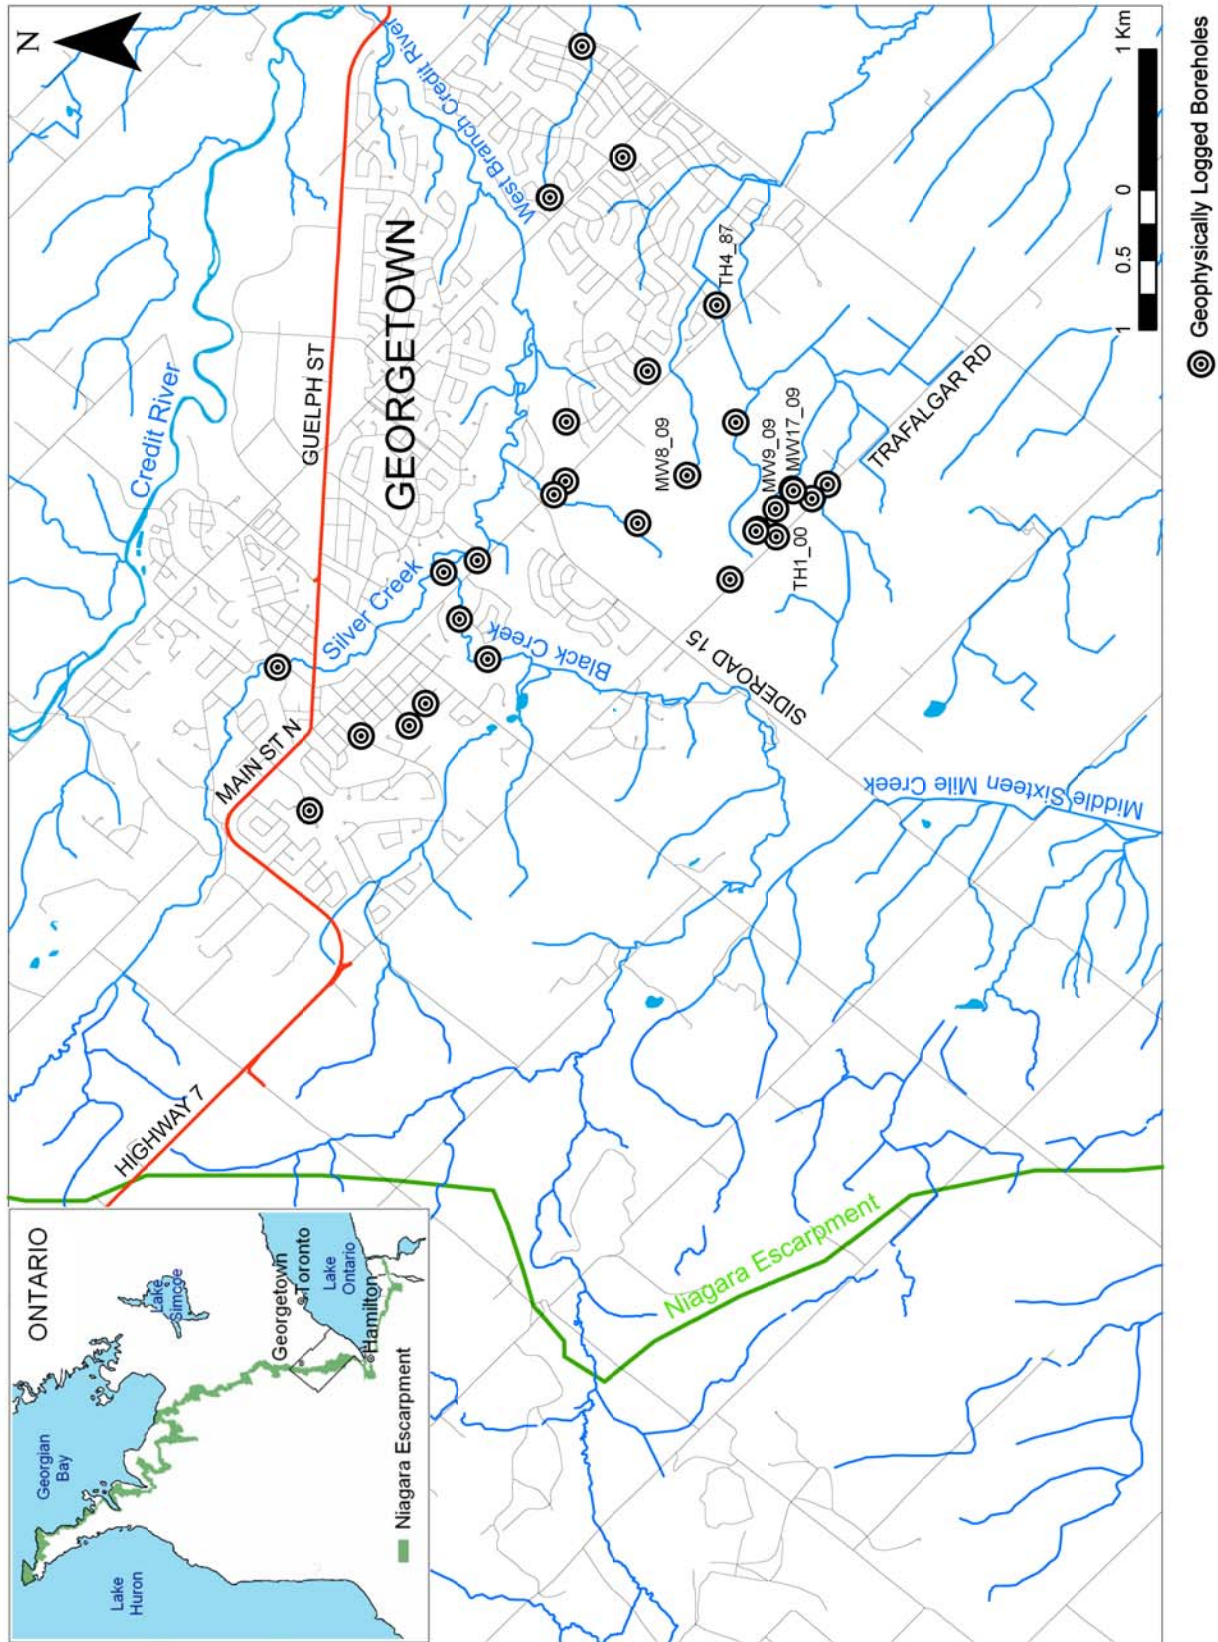 ONTARIO
Georgian
Bay
Lake
Simcoe
Lake
Huron
Georgetown
Toronto
Lake
Ontario
Hamilton
Niagara Escarpment
N
HIGHWAY 7
MAIN ST N
GUELPH ST
Credit River
GEORGETOWN
Silver Creek
West Branch Credit River
Black Creek
SIDEROAD 15
Middle Sixteen Mile Creek
Niagara Escarpment
MW8_09
MW9_09
MW17_09
TH1_00
TH4_87
TRAFALGAR RD
1 0.5 0 1 Km
Geophysically Logged Boreholes